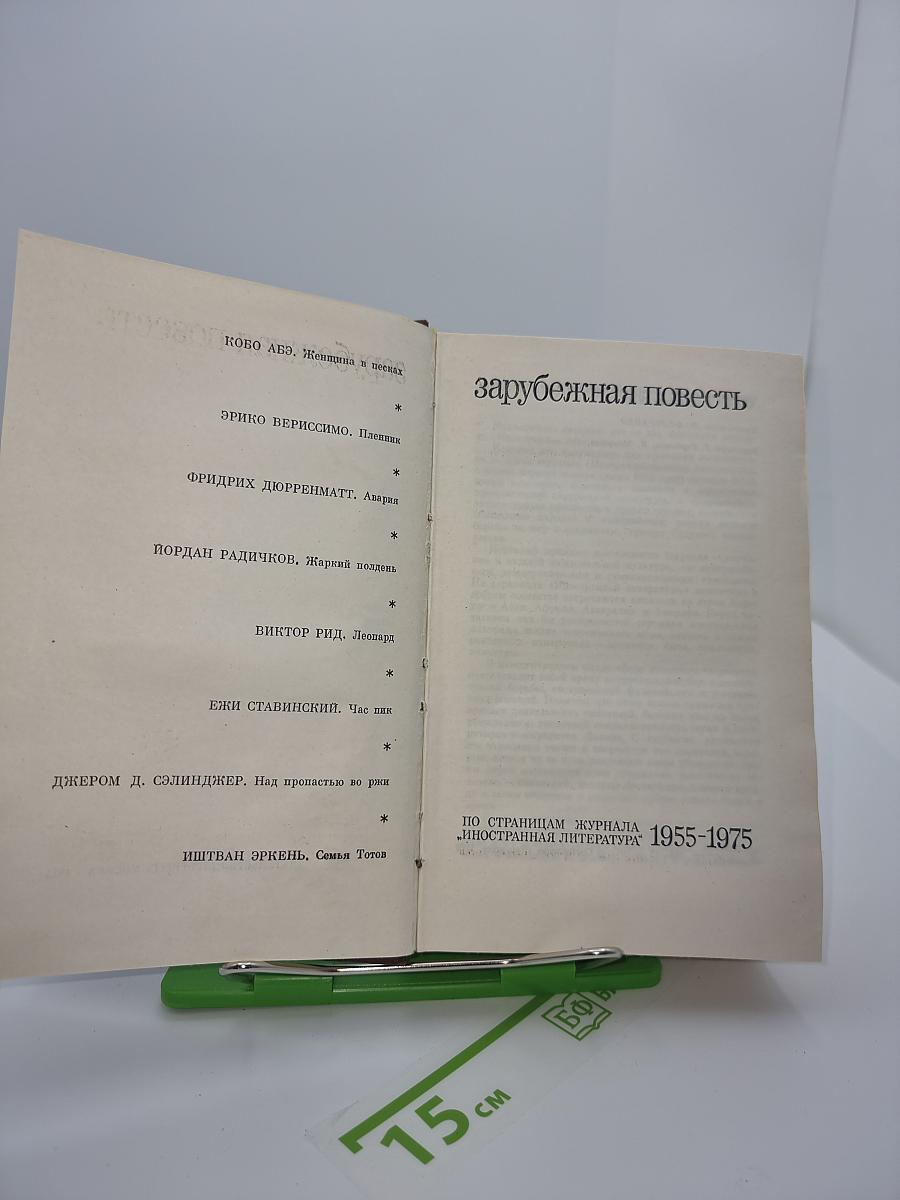 КОБО АБЭ. Женщина в песках
*
ЭРИКО ВЕРИССИМО. Пленник
*
ФРИДРИХ ДЮРРЕНМАТТ. Авария
*
ЙОРДАН РАДИЧКОВ. Жаркий полдень
*
ВИКТОР РИД. Леопард
*
ЕЖИ СТАВИНСКИЙ. Час пик
*
ДЖЕРОМ Д. СЭЛИНДЖЕР. Над пропастью во ржи
*
ИШТВАН ЭРКЕНЬ. Семья Тотов
зарубежная повесть
ПО СТРАНИЦАМ ЖУРНАЛА
„ИНОСТРАННАЯ ЛИТЕРАТУРА“ 1955-1975
БФ
15 см